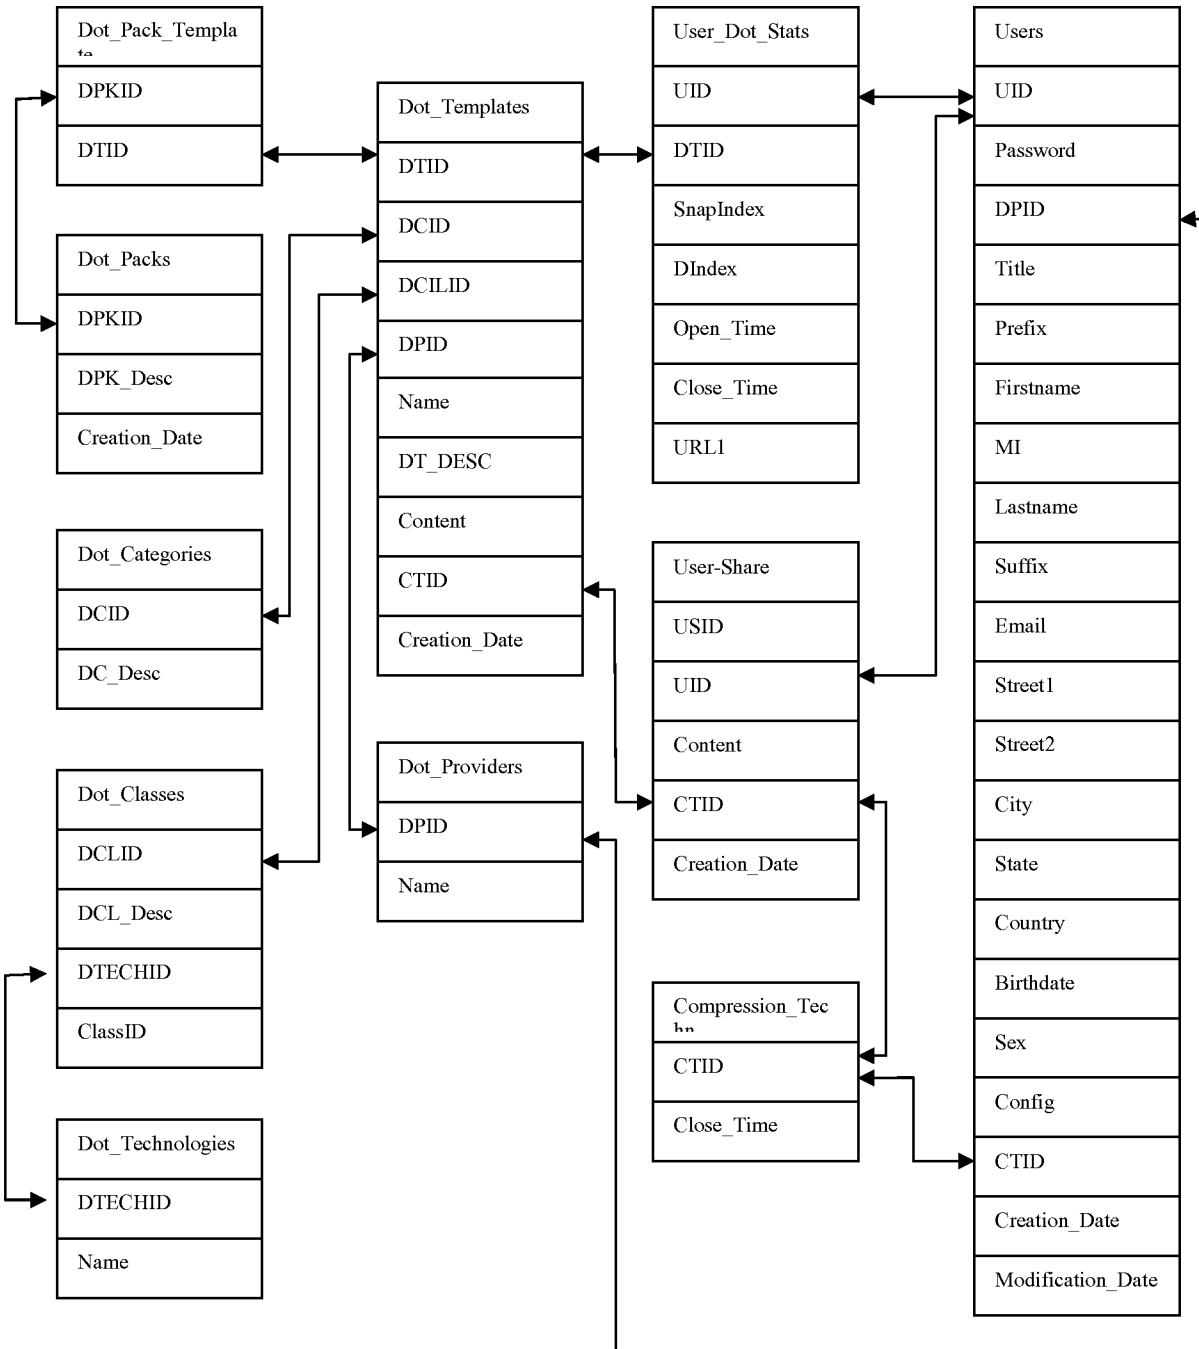 Dot_Pack_Templa
te
DPKID
DTID
Dot_Packs
DPKID
DPK_Desc
Creation_Date
Dot_Categories
DCID
DC_Desc
Dot_Classes
DCLID
DCL_Desc
DTECHID
ClassID
Dot_Technologies
DTECHID
Name
Dot_Templates
DTID
DCID
DCILID
DPID
Name
DT_DESC
Content
CTID
Creation_Date
Dot_Providers
DPID
Name
User_Dot_Stats
UID
DTID
SnapIndex
DIndex
Open_Time
Close_Time
URL1
User-Share
USID
UID
Content
CTID
Creation_Date
Compression_Tec
hn
CTID
Close_Time
Users
UID
Password
DPID
Title
Prefix
Firstname
MI
Lastname
Suffix
Email
Street1
Street2
City
State
Country
Birthdate
Sex
Config
CTID
Creation_Date
Modification_Date